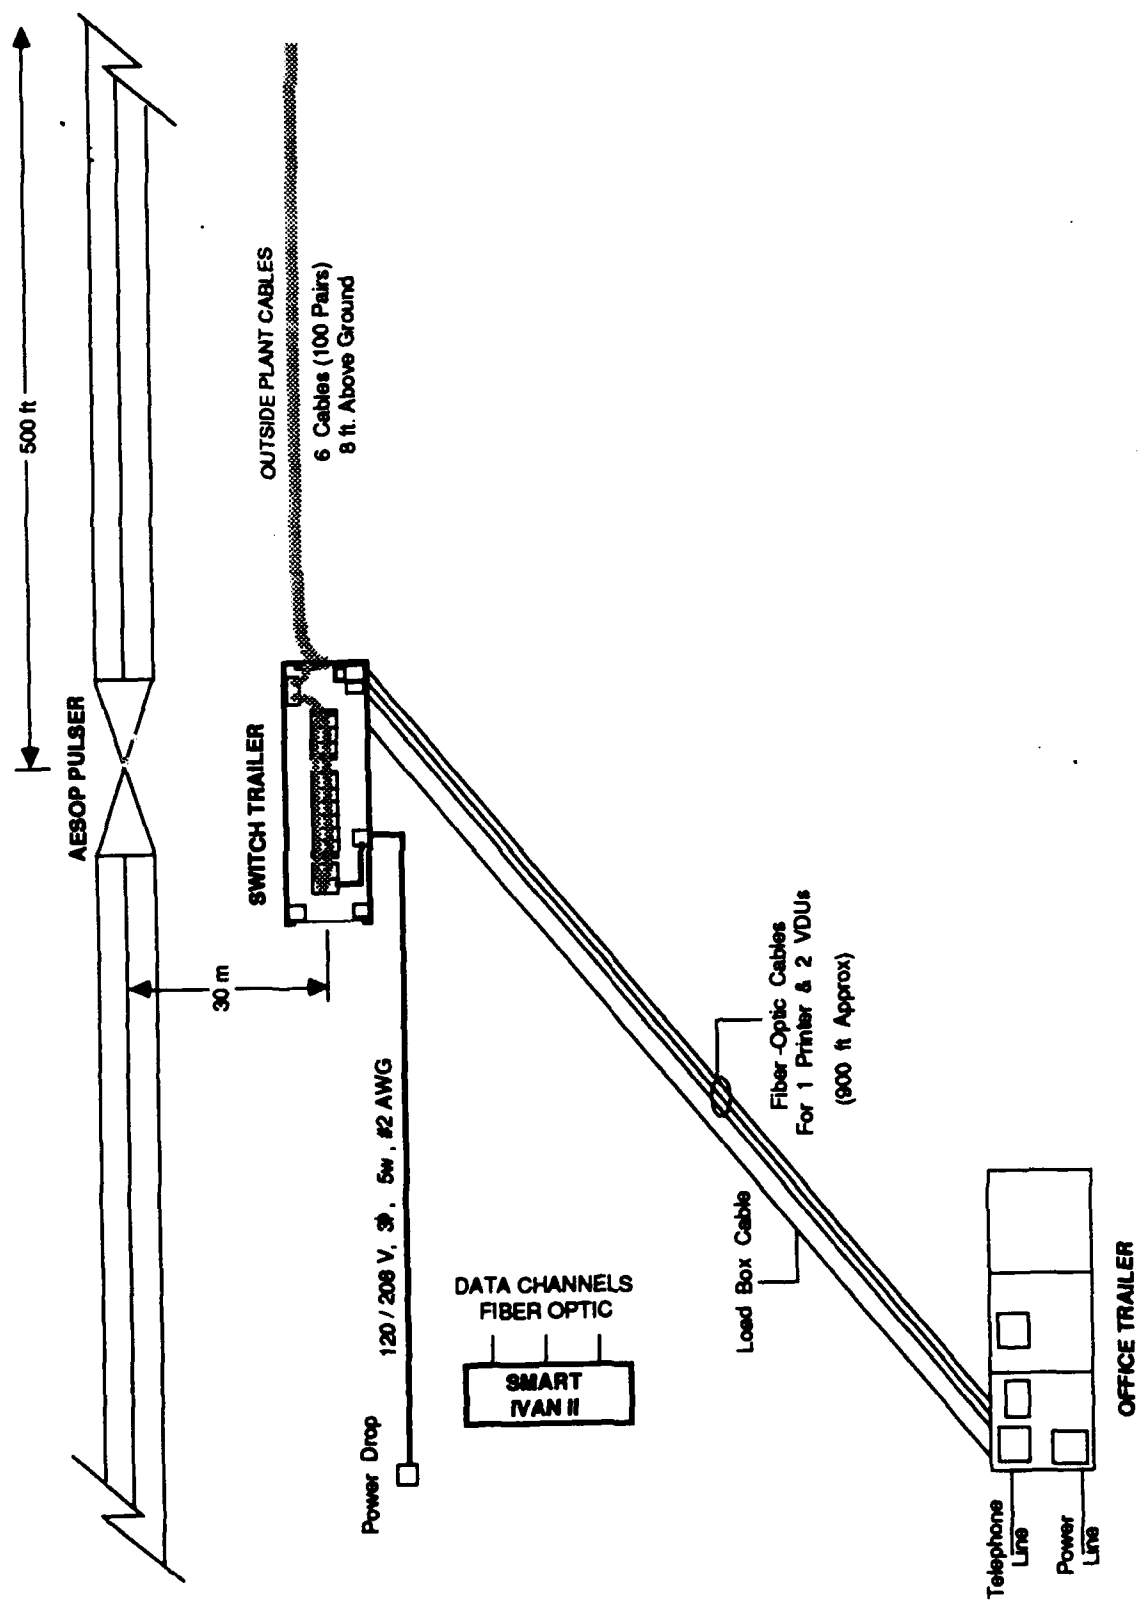 500 ft
AESOP PULSER
OUTSIDE PLANT CABLES
6 Cables (100 Pairs)
8 ft. Above Ground
SWITCH TRAILER
30 m
120 / 208 V, 3Φ, 5w, #2 AWG
Power Drop
DATA CHANNELS
FIBER OPTIC
SMART
IVAN II
Fiber-Optic Cables
For 1 Printer & 2 VDUs
(900 ft Approx)
Load Box Cable
Telephone
Line
Power
Line
OFFICE TRAILER